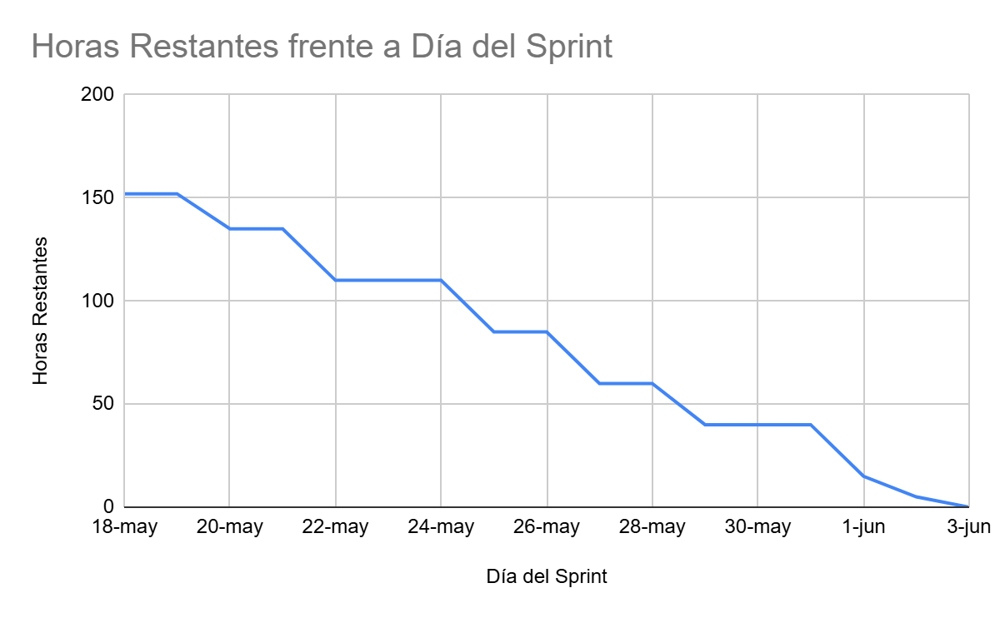 Horas Restantes frente a Día del Sprint
200
150
100
50
0
Horas Restantes
18-may 20-may 22-may 24-may 26-may 28-may 30-may 1-jun 3-jun
Día del Sprint